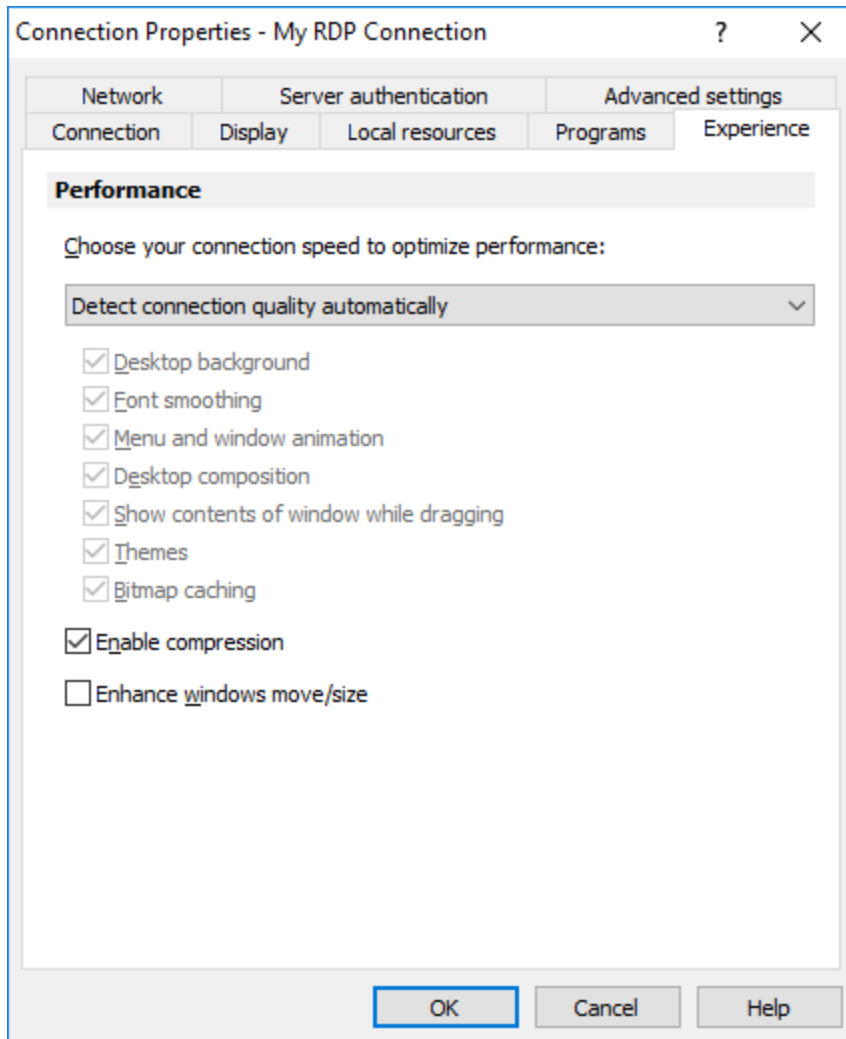 Connection Properties - My RDP Connection ? X
Network Server authentication Advanced settings
Connection Display Local resources Programs Experience
Performance
Choose your connection speed to optimize performance:
Detect connection quality automatically
Desktop background
Font smoothing
Menu and window animation
Desktop composition
Show contents of window while dragging
Themes
Bitmap caching
Enable compression
Enhance windows move/size
OK Cancel Help